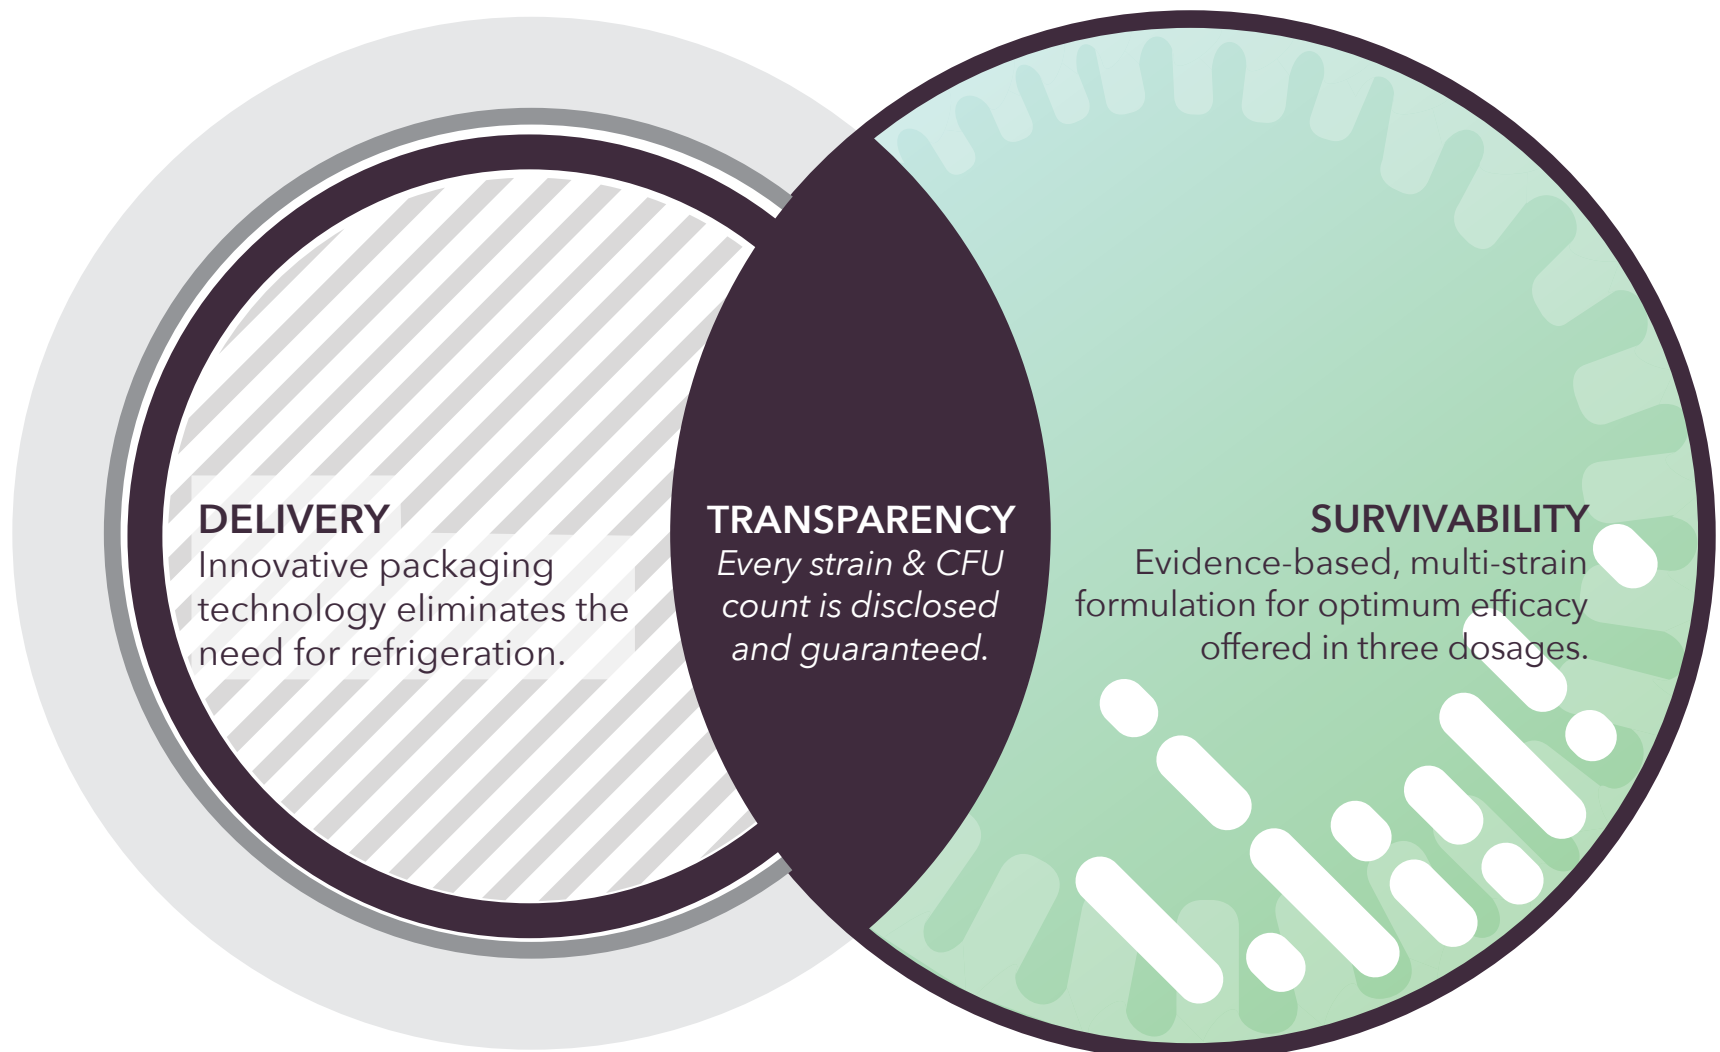 DELIVERY
Innovative packaging
technology eliminates the
need for refrigeration.
TRANSPARENCY
Every strain & CFU
count is disclosed
and guaranteed.
SURVIVABILITY
Evidence-based, multi-strain
formulation for optimum efficacy
offered in three dosages.